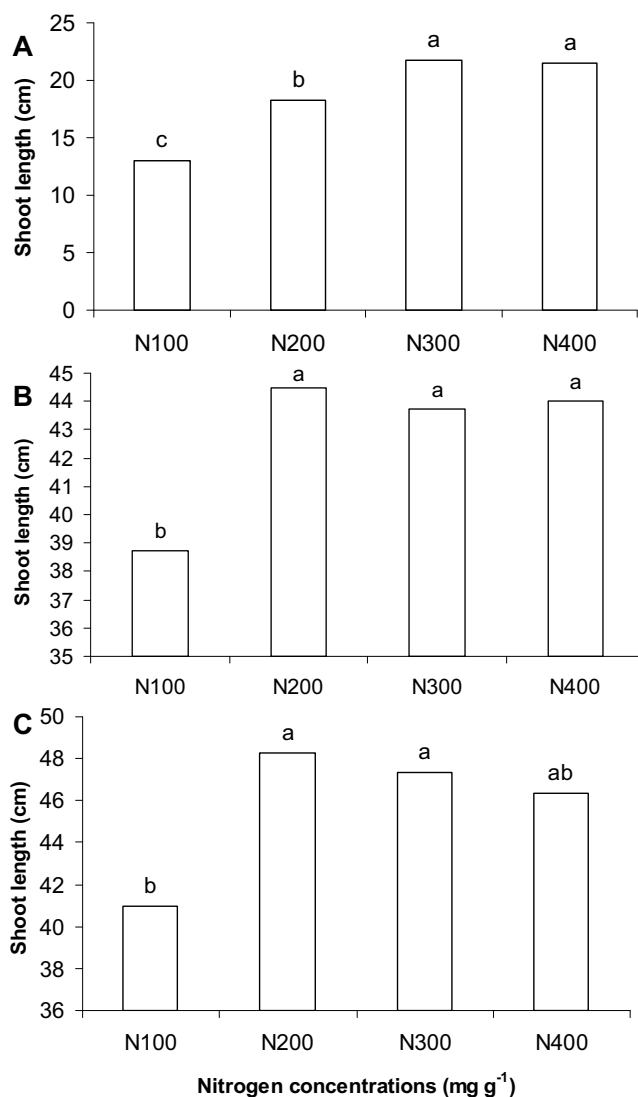 A
Shoot length (cm)
25
20
15
10
5
0
c
b
a
a
N100 N200 N300 N400
B
Shoot length (cm)
45
44
43
42
41
40
39
38
37
36
35
b
a
a
a
N100 N200 N300 N400
C
Shoot length (cm)
50
48
46
44
42
40
38
36
b
a
a
ab
N100 N200 N300 N400
Nitrogen concentrations (mg g⁻¹)